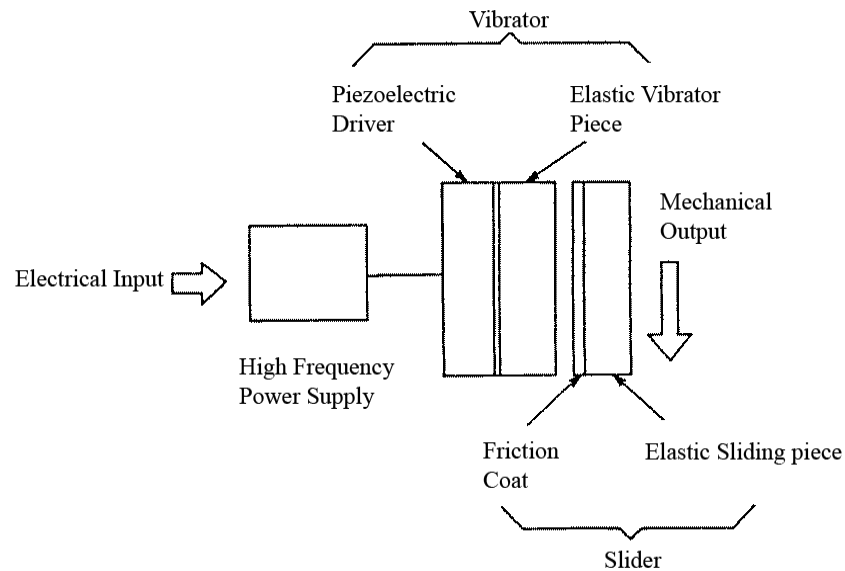 Vibrator
Piezoelectric
Driver
Elastic Vibrator
Piece
Mechanical
Output
Electrical Input
High Frequency
Power Supply
Friction
Coat
Elastic Sliding piece
Slider